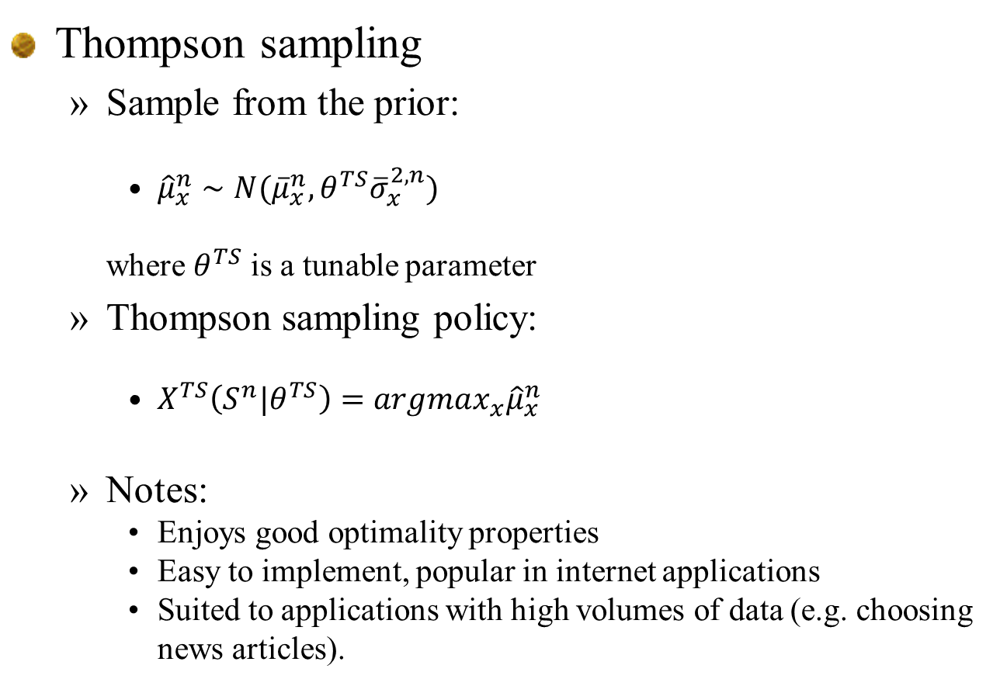 Thompson sampling
» Sample from the prior:
• $\hat{\mu}_x^n \sim N(\bar{\mu}_x^n, \theta^{TS} \bar{\sigma}_x^{2,n})$
where $\theta^{TS}$ is a tunable parameter
» Thompson sampling policy:
• $X^{TS}(S^n|\theta^{TS}) = argmax_x \hat{\mu}_x^n$
» Notes:
• Enjoys good optimality properties
• Easy to implement, popular in internet applications
• Suited to applications with high volumes of data (e.g. choosing
news articles).